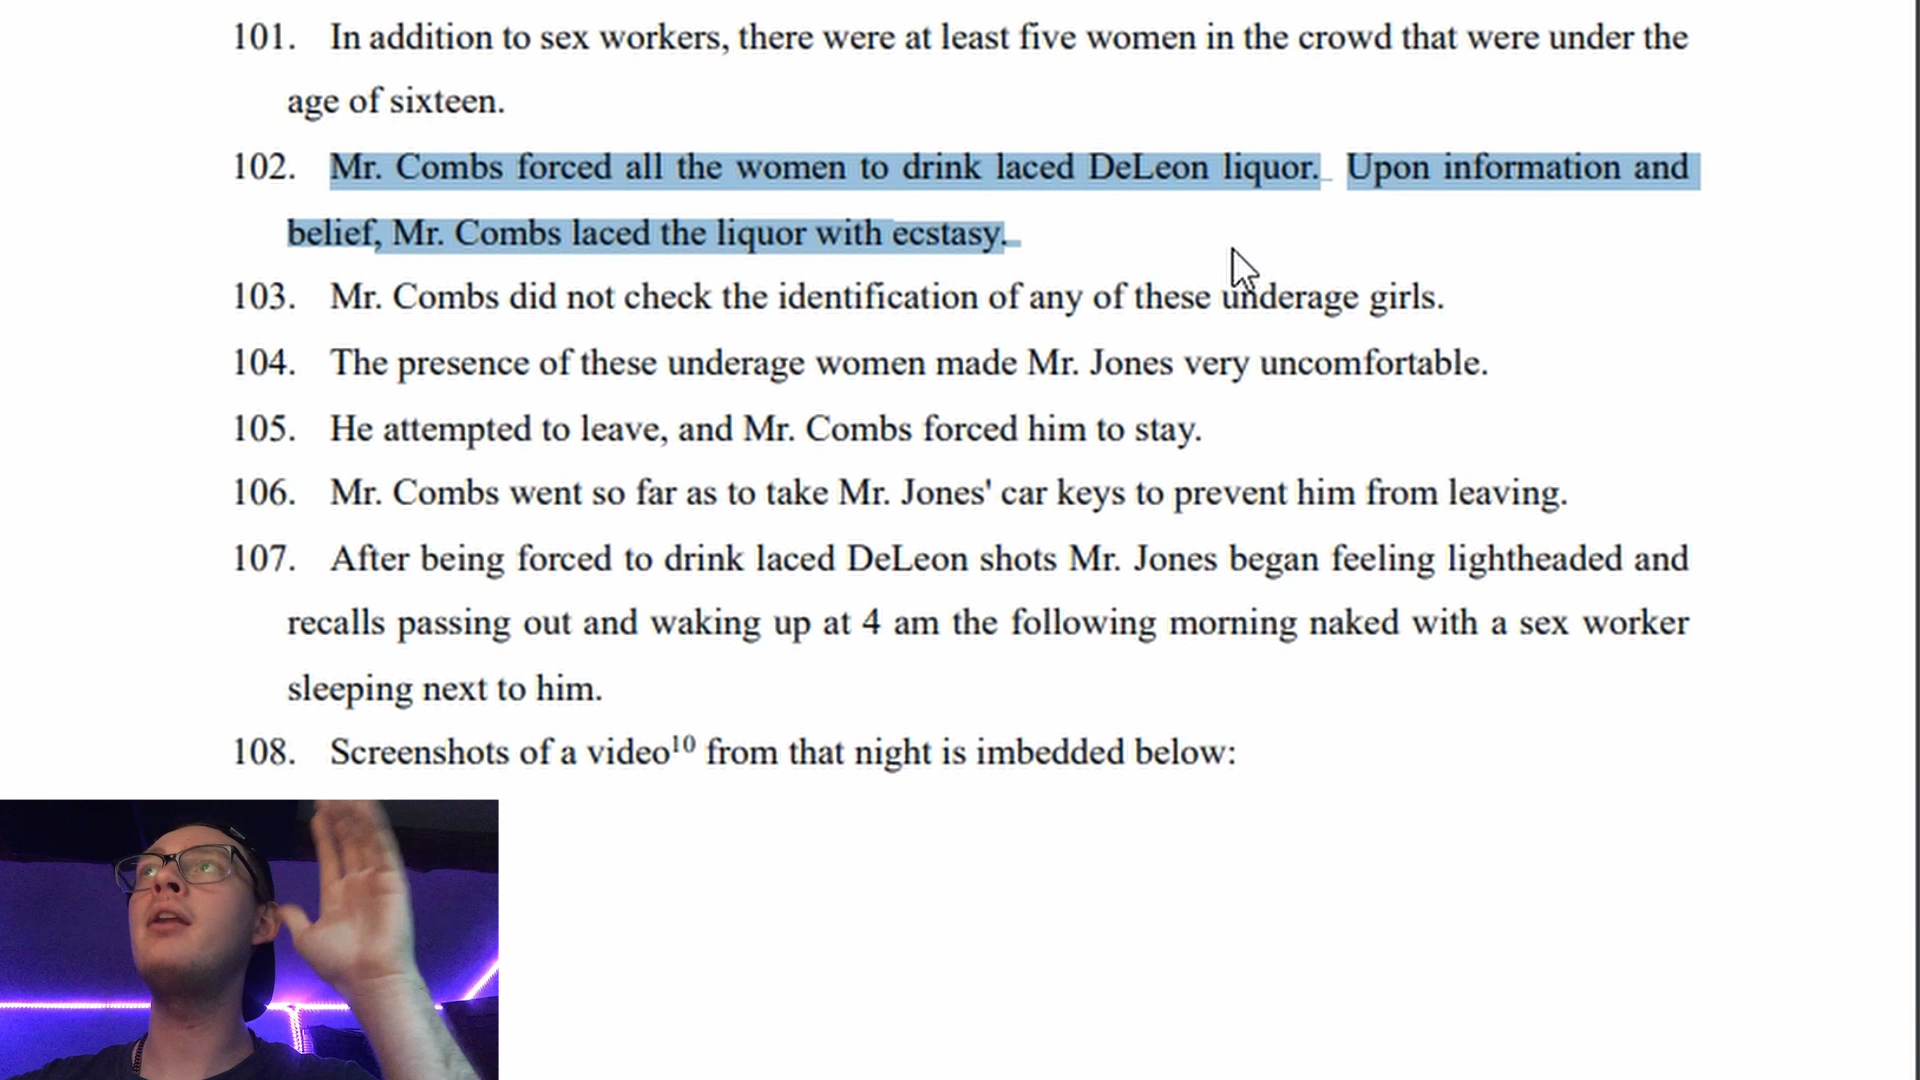 101. In addition to sex workers, there were at least five women in the crowd that were under the
age of sixteen.
102. Mr. Combs forced all the women to drink laced DeLeon liquor. Upon information and
belief, Mr. Combs laced the liquor with ecstasy.
103. Mr. Combs did not check the identification of any of these underage girls.
104. The presence of these underage women made Mr. Jones very uncomfortable.
105. He attempted to leave, and Mr. Combs forced him to stay.
106. Mr. Combs went so far as to take Mr. Jones' car keys to prevent him from leaving.
107. After being forced to drink laced DeLeon shots Mr. Jones began feeling lightheaded and
recalls passing out and waking up at 4 am the following morning naked with a sex worker
sleeping next to him.
108. Screenshots of a video¹⁰ from that night is imbedded below: